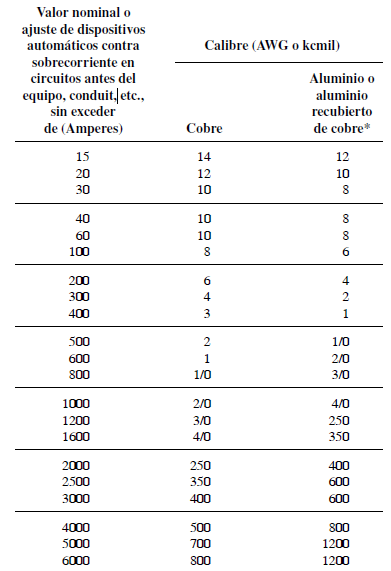 Valor nominal o
ajuste de dispositivos
automáticos contra
sobrecorriente en
circuitos antes del
equipo, conduit, etc.,
sin exceder
de (Amperes)
Calibre (AWG o kcmil)
Cobre
Aluminio o
aluminio
recubierto
de cobre*
15 14 12
20 12 10
30 10 8
40 10 8
60 10 8
100 8 6
200 6 4
300 4 2
400 3 1
500 2 1/0
600 1 2/0
800 1/0 3/0
1000 2/0 4/0
1200 3/0 250
1600 4/0 350
2000 250 400
2500 350 600
3000 400 600
4000 500 800
5000 700 1200
6000 800 1200